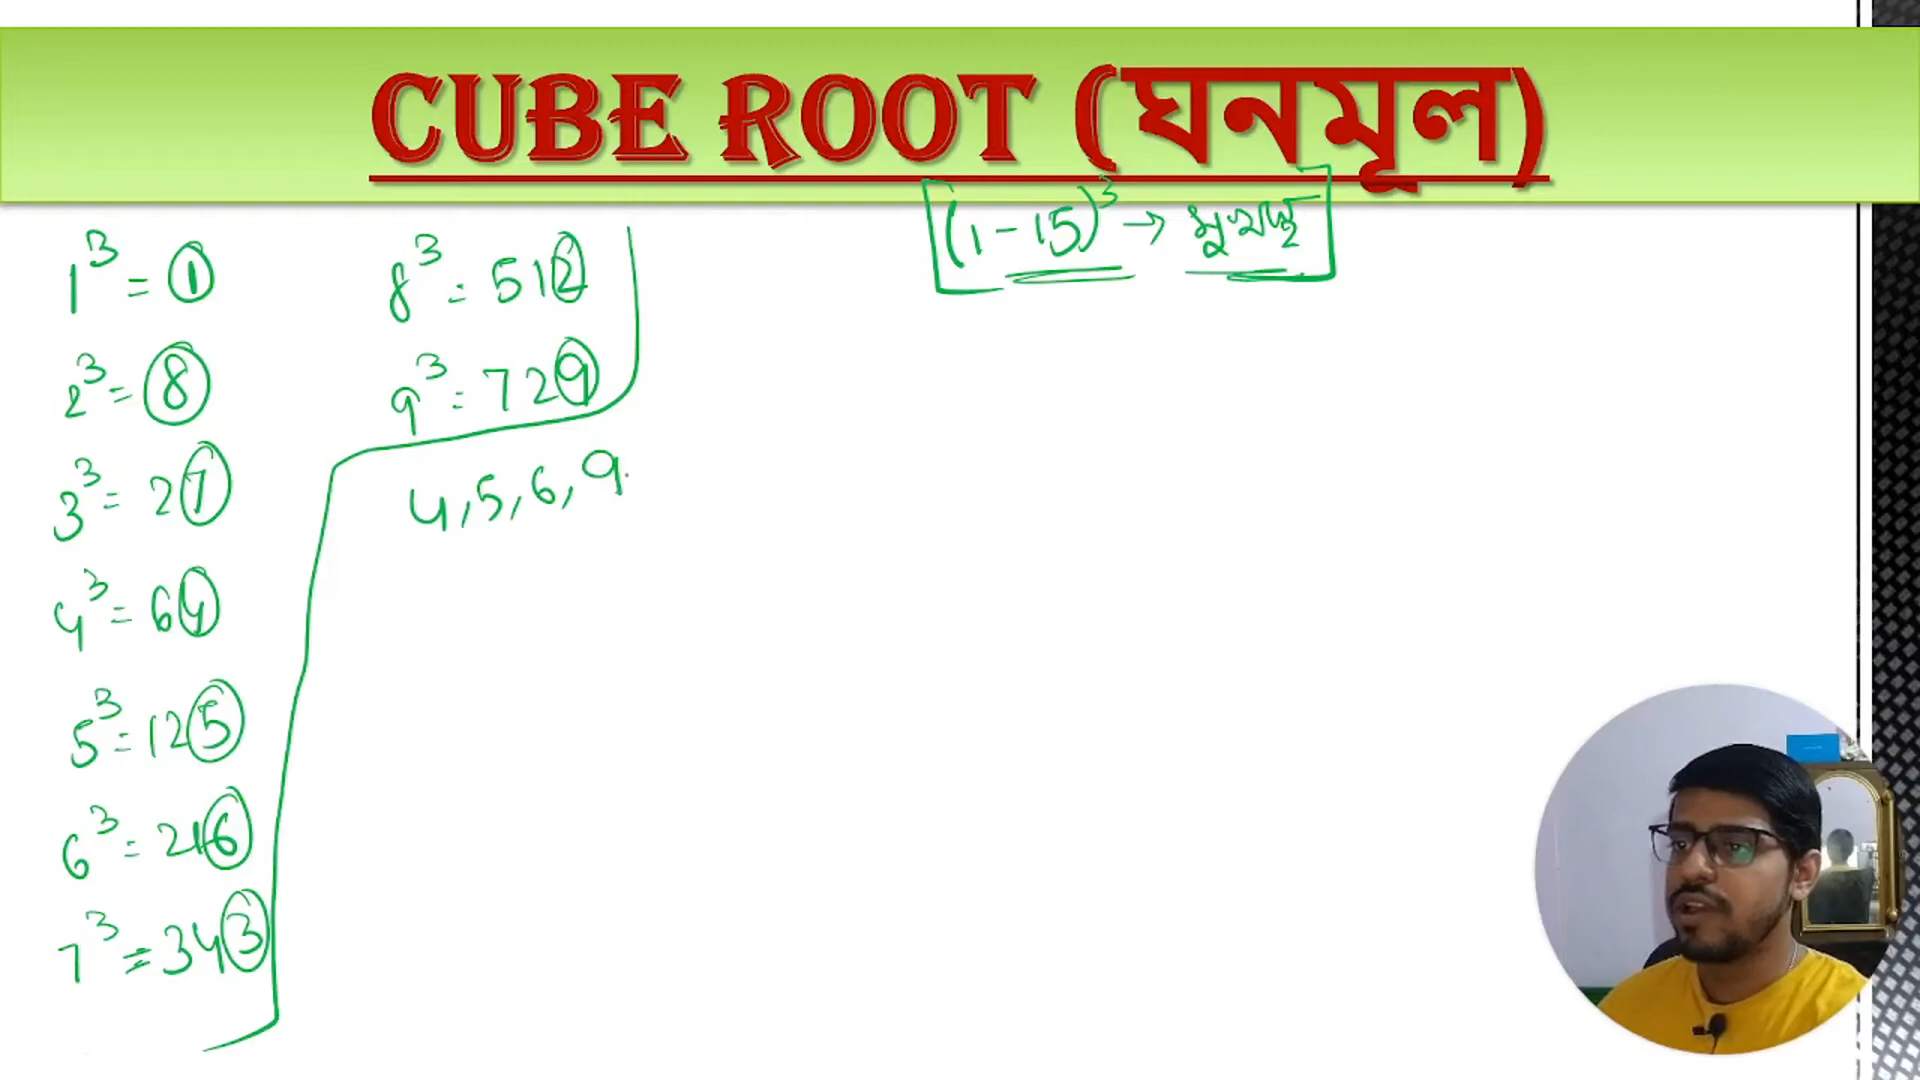 CUBE ROOT (ঘনমূল)
(1-15)³ → মুখস্থ
1³ = 1
2³ = 8
3³ = 27
4³ = 64
5³ = 125
6³ = 216
7³ = 343
8³ = 512
9³ = 729
4, 5, 6, 9